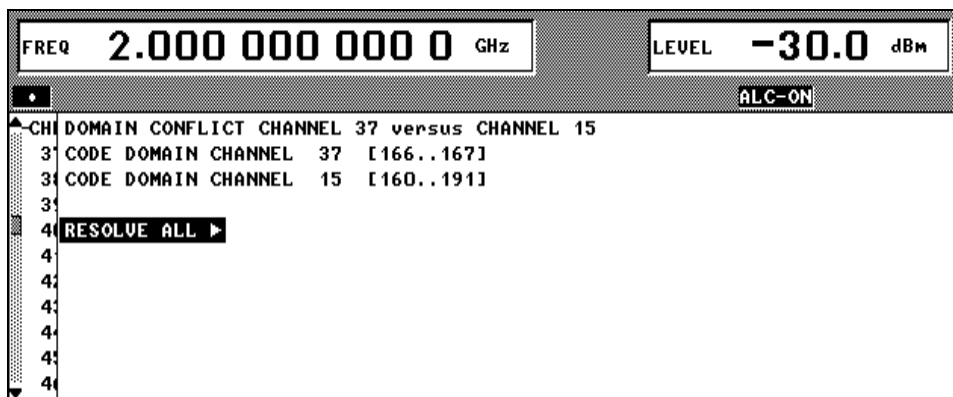 FREQ 2.000 000 000 0 GHz
LEVEL -30.0 dBm
ALC-ON
DOMAIN CONFLICT CHANNEL 37 versus CHANNEL 15
CODE DOMAIN CHANNEL 37 [166..167]
CODE DOMAIN CHANNEL 15 [160..191]
RESOLVE ALL